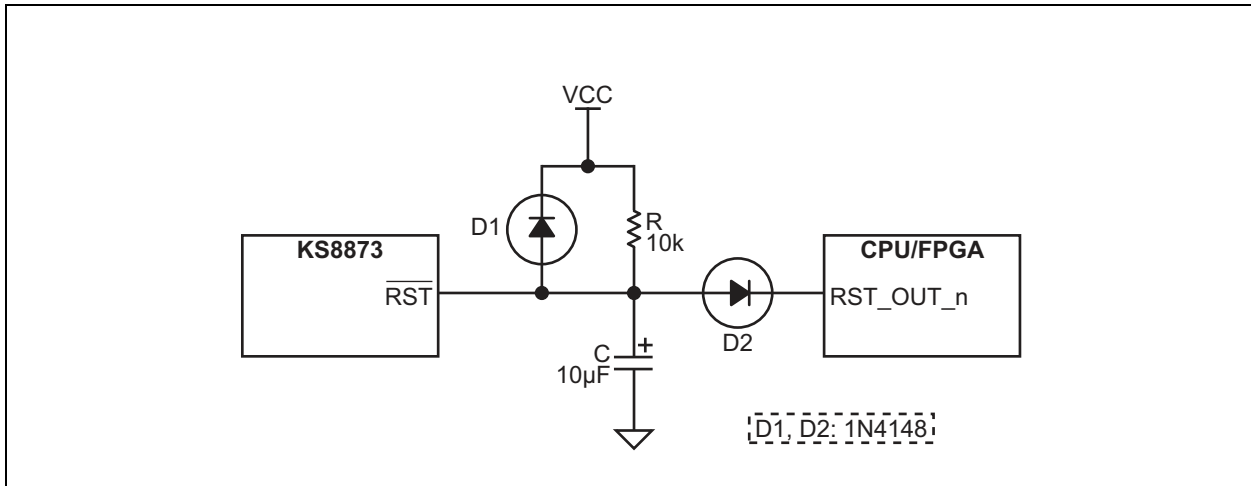 VCC
D1
R
10k
KS8873
RST
CPU/FPGA
RST_OUT_n
D2
C
+
10µF
D1, D2: 1N4148